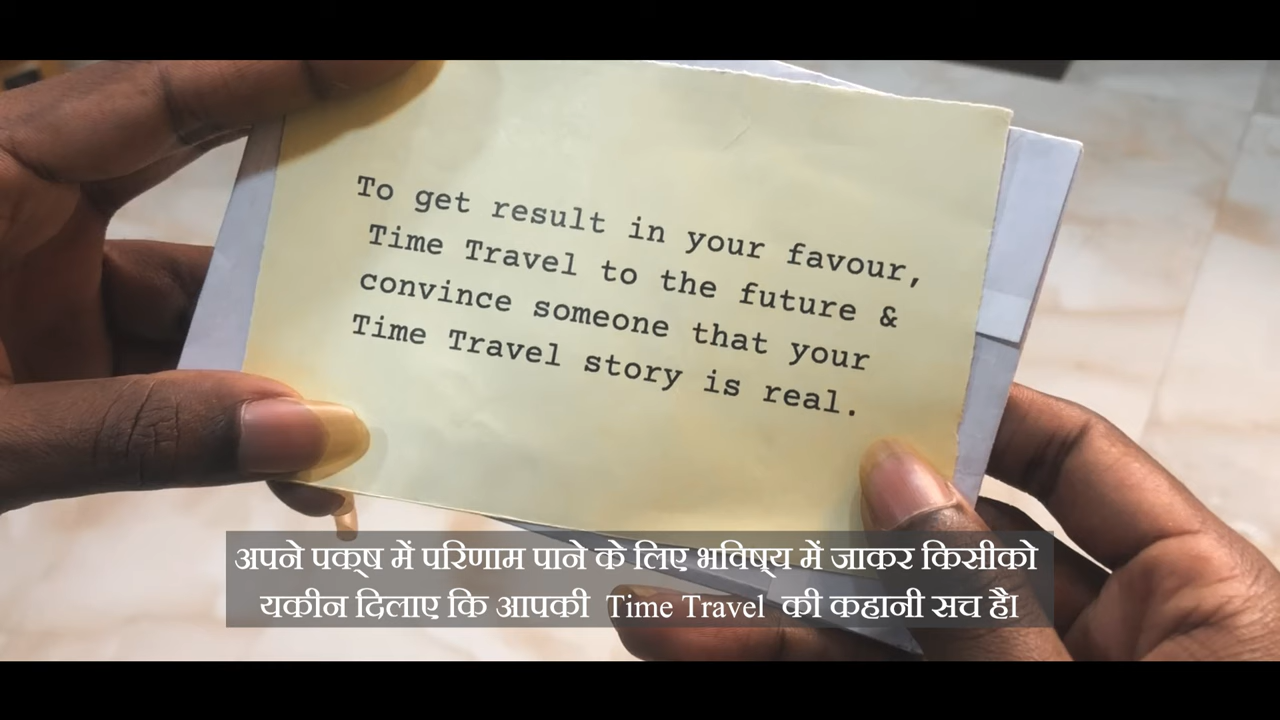 To get result in your favour,
Time Travel to the future &
convince someone that your
Time Travel story is real.
अपने पक्ष में परिणाम पाने के लिए भविष्य में जाकर किसीको
यकीन दिलाए कि आपकी Time Travel की कहानी सच है।